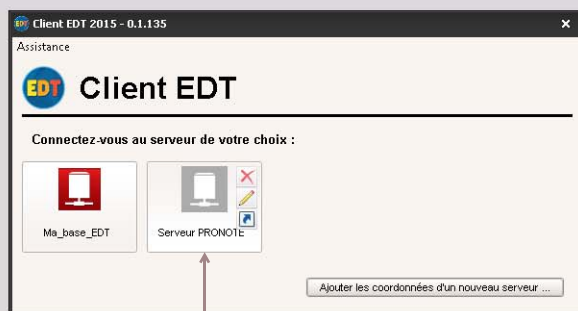 Client EDT 2015 - 0.1.135
Assistance
EDT Client EDT
Connectez-vous au serveur de votre choix :
Ma_base_EDT Serveur PRONOTE
Ajouter les coordonnées d'un nouveau serveur ...